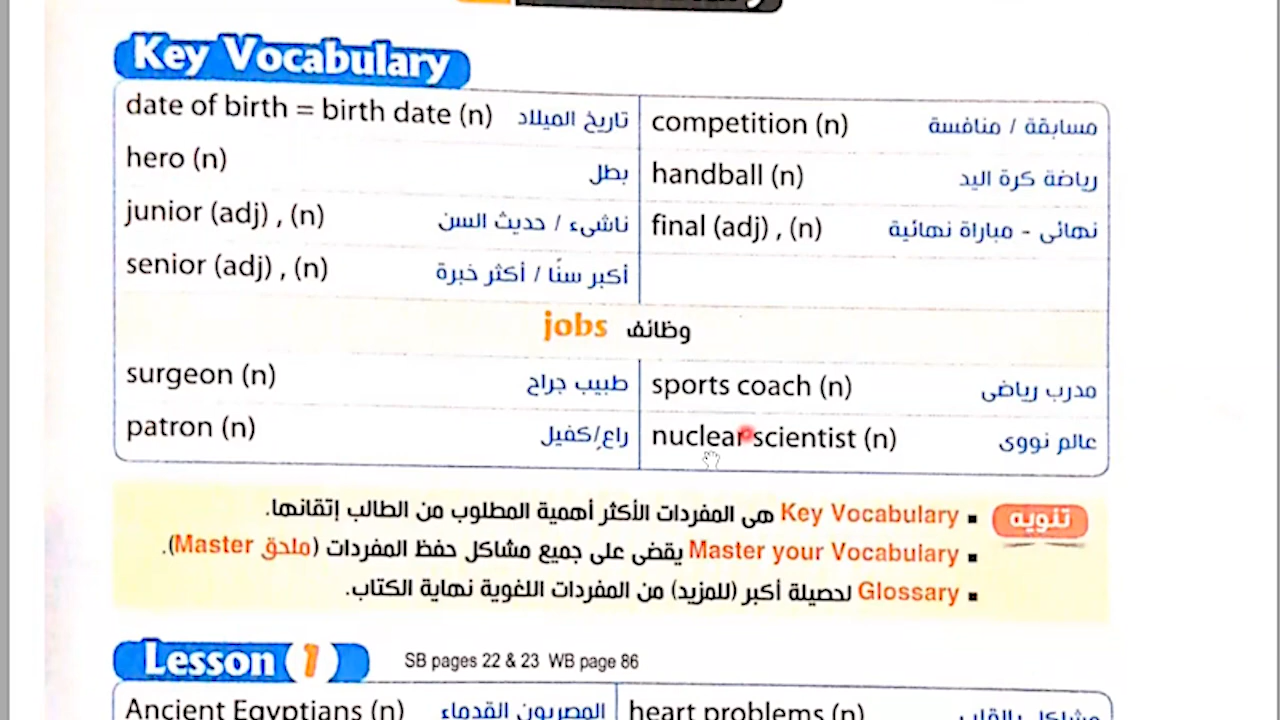 Key Vocabulary
date of birth = birth date (n) تاريخ الميلاد
competition (n) مسابقة / منافسة
hero (n) بطل
handball (n) رياضة كرة اليد
junior (adj) , (n) ناشىء / حديث السن
final (adj) , (n) نهائى - مباراة نهائية
senior (adj) , (n) أكبر سنًا / أكثر خبرة
jobs وظائف
surgeon (n) طبيب جراح
sports coach (n) مدرب رياضى
patron (n) راعٍ/كفيل
nuclear scientist (n) عالم نووى
تنويه
▪ Key Vocabulary هى المفردات الأكثر أهمية المطلوب من الطالب إتقانها.
▪ Master your Vocabulary يقضى على جميع مشاكل حفظ المفردات (ملحق Master).
▪ Glossary لحصيلة أكبر (للمزيد) من المفردات اللغوية نهاية الكتاب.
Lesson 1 SB pages 22 & 23 WB page 86
Ancient Egyptians (n) المصريون القدماء
heart problems (n) مشاكل بالقلب